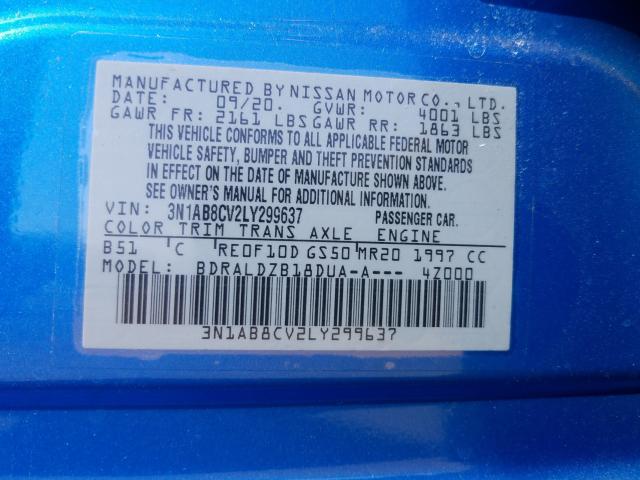 MANUFACTURED BY NISSAN MOTOR CO., LTD.
DATE: 09/20. GVWR: 4001 LBS
GAWR FR: 2161 LBS GAWR RR: 1863 LBS
THIS VEHICLE CONFORMS TO ALL APPLICABLE FEDERAL MOTOR
VEHICLE SAFETY, BUMPER AND THEFT PREVENTION STANDARDS
IN EFFECT ON THE DATE OF MANUFACTURE SHOWN ABOVE.
SEE OWNER'S MANUAL FOR ADDITIONAL INFORMATION.
VIN: 3N1AB8CV2LY299637 PASSENGER CAR.
COLOR TRIM TRANS AXLE ENGINE
B51 C RE0F10D GS50 MR20 1997 CC
MODEL: BDRALDZB18DUA-A--- 4Z000
3N1AB8CV2LY299637